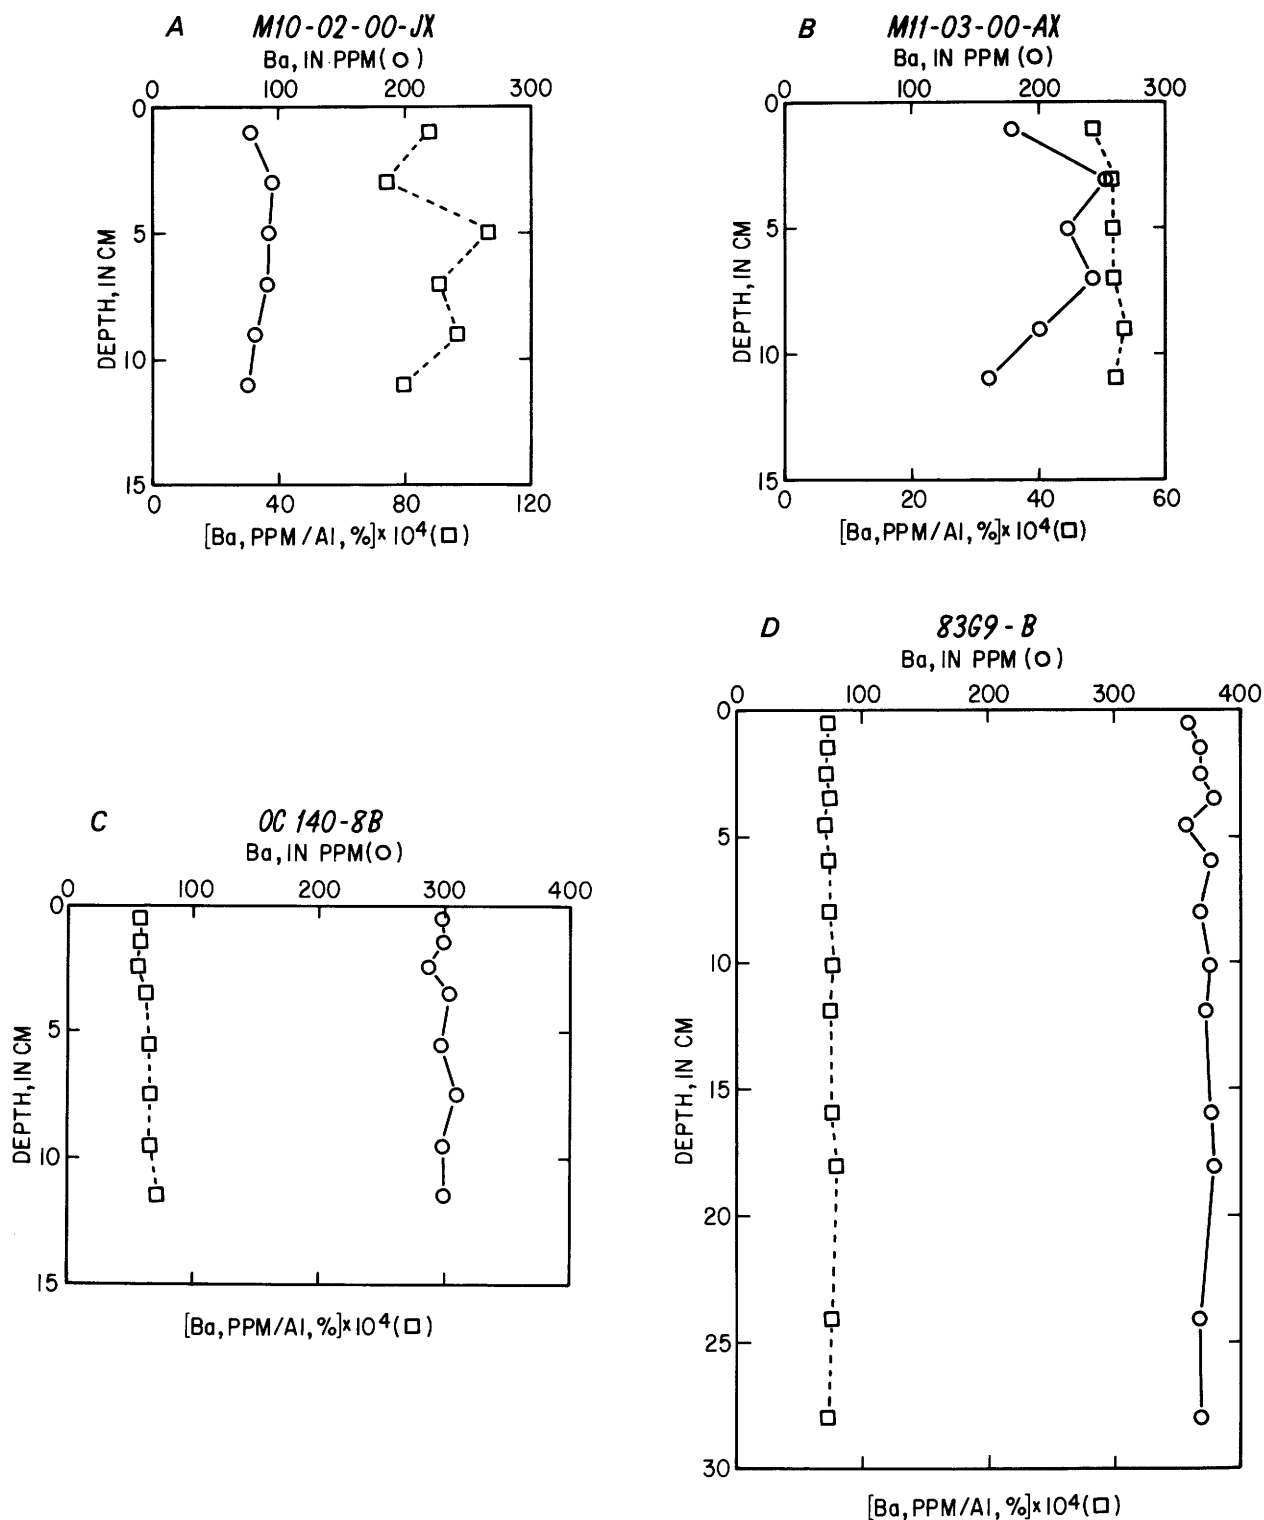 A M10-02-00-JX
Ba, IN PPM (○)
0 100 200 300
0
5
10
15
DEPTH, IN CM
0 40 80 120
[Ba, PPM/Al, %]×10⁴(□)
B M11-03-00-AX
Ba, IN PPM (○)
0 100 200 300
0
5
10
15
DEPTH, IN CM
0 20 40 60
[Ba, PPM/Al, %]×10⁴(□)
C OC 140-8B
Ba, IN PPM (○)
0 100 200 300 400
0
5
10
15
DEPTH, IN CM
[Ba, PPM/Al, %]×10⁴(□)
D 83G9-B
Ba, IN PPM (○)
0 100 200 300 400
0
5
10
15
20
25
30
DEPTH, IN CM
[Ba, PPM/Al, %]×10⁴(□)